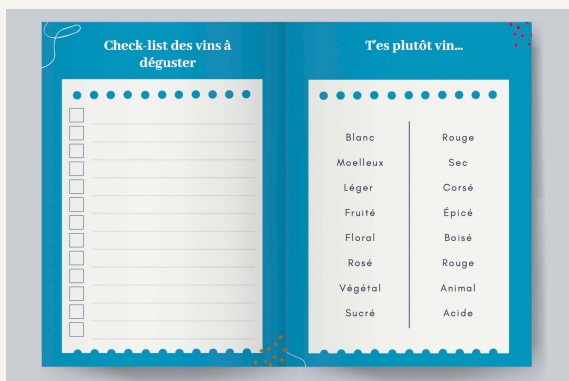 Check-list des vins à
déguster
T'es plutôt vin...
Blanc Rouge
Moelleux Sec
Léger Corsé
Fruité Épicé
Floral Boisé
Rosé Rouge
Végétal Animal
Sucré Acide